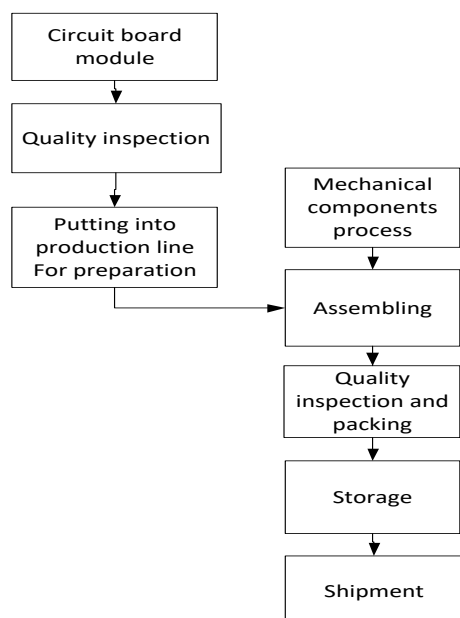 Circuit board
module
Quality inspection
Putting into
production line
For preparation
Mechanical
components
process
Assembling
Quality
inspection and
packing
Storage
Shipment